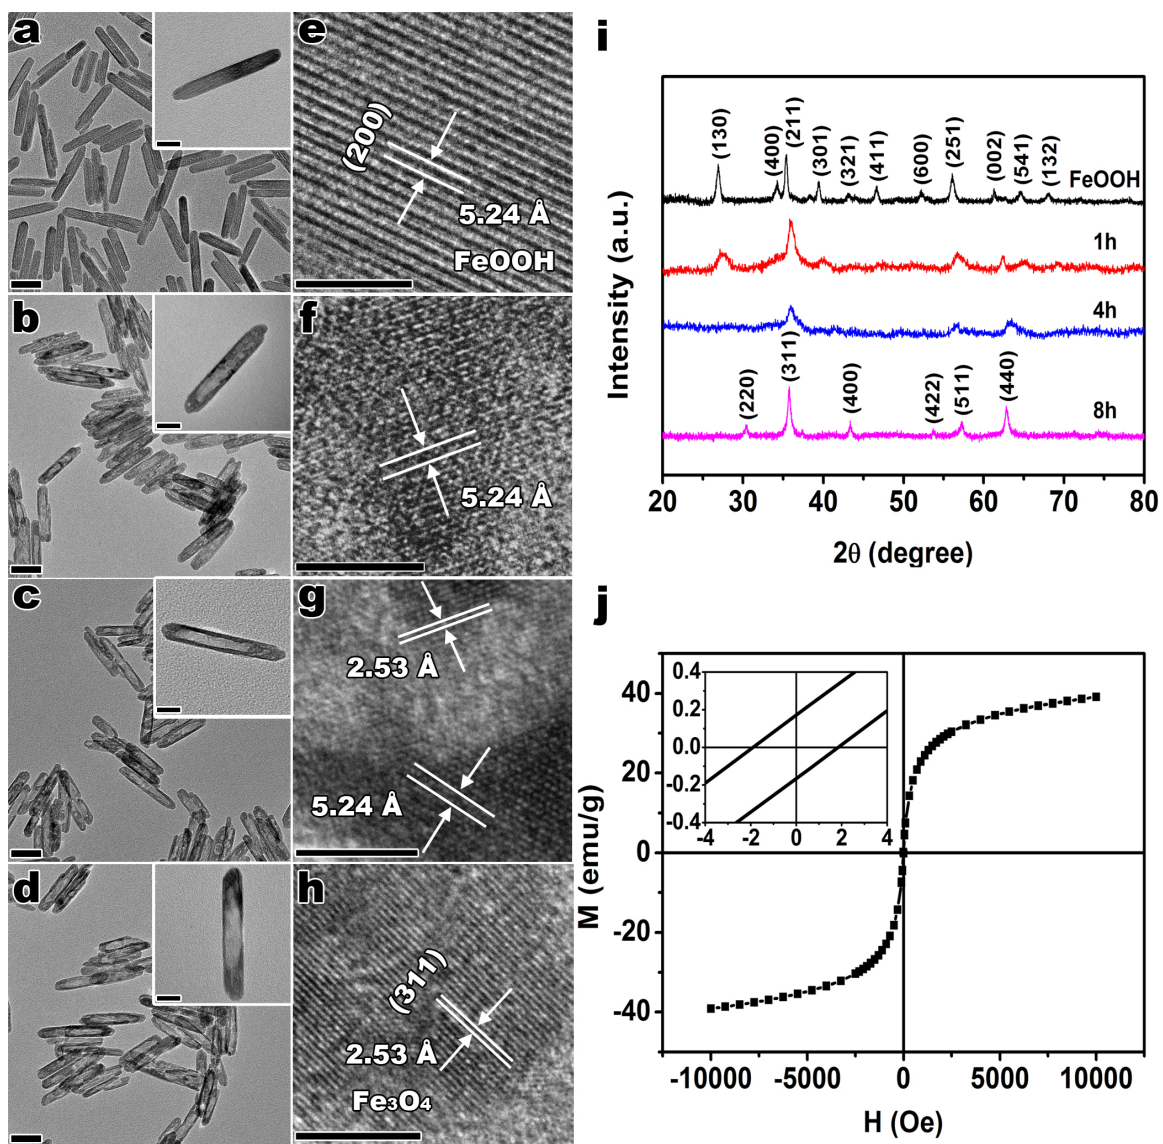 a
e
(200)
5.24 Å
FeOOH
b
f
5.24 Å
c
g
2.53 Å
5.24 Å
d
h
(311)
2.53 Å
Fe₃O₄
i
Intensity (a.u.)
(130)
(400)
(211)
(301)
(321)
(411)
(600)
(251)
(002)
(541)
(132)
FeOOH
1h
4h
(220)
(311)
(400)
(422)
(511)
(440)
8h
20 30 40 50 60 70 80
2θ (degree)
j
M (emu/g)
40
20
0
-20
-40
0.4
0.2
0.0
-0.2
-0.4
-4 -2 0 2 4
-10000 -5000 0 5000 10000
H (Oe)